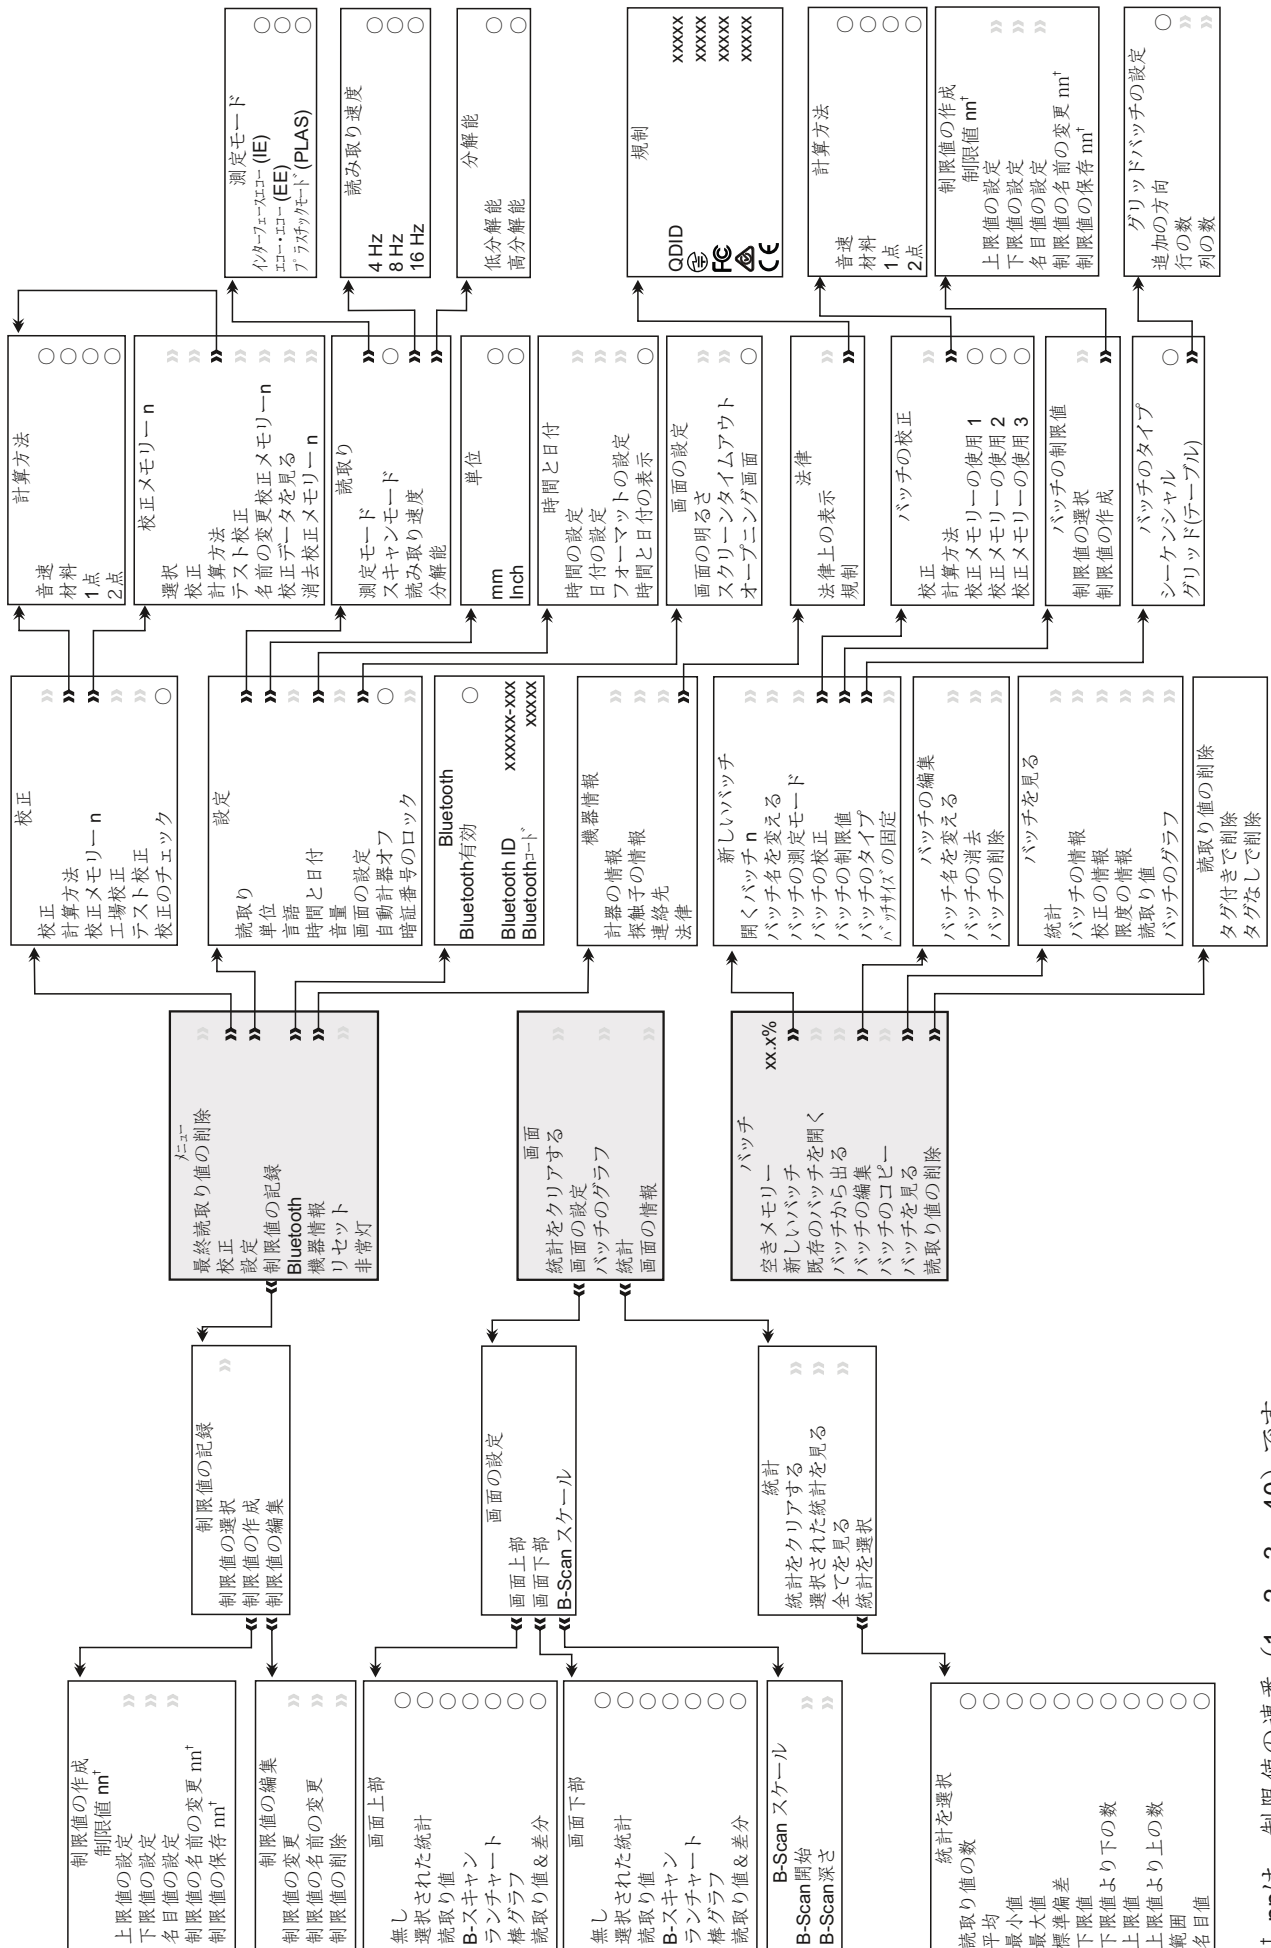 計算方法
音速
材料
1点
2点
校正メモリー n
選択
校正
計算方法
テスト校正
名前の変更校正メモリーn
校正データを見る
消去校正メモリー n
読取り
測定モード
スキャンモード
読み取り速度
分解能
単位
mm
Inch
時間と日付
時間の設定
日付の設定
フォーマットの設定
時間と日付の表示
画面の設定
画面の明るさ
スクリーンタイムアウト
オープニング画面
法律
法律上の表示
規制
バッチの校正
校正
計算方法
校正メモリーの使用 1
校正メモリーの使用 2
校正メモリーの使用 3
バッチの制限値
制限値の選択
制限値の作成
バッチのタイプ
シーケンシャル
グリッド(テーブル)
測定モード
インターフェースエコー (IE)
エコー・エコー (EE)
プラスチックモード (PLAS)
読み取り速度
4 Hz
8 Hz
16 Hz
分解能
低分解能
高分解能
規制
QDID xxxxx
xxxxx
FC xxxxx
CE xxxxx
計算方法
音速
材料
1点
2点
制限値の作成
制限値 nn†
上限値の設定
下限値の設定
名目値の設定
制限値の名前の変更 nn†
制限値の保存 nn†
グリッドバッチの設定
追加の方向
行の数
列の数
校正
校正
計算方法
校正メモリー n
工場校正
テスト校正
校正のチェック
設定
読取り
単位
言語
時間と日付
音量
画面の設定
自動計器オフ
暗証番号のロック
Bluetooth
Bluetooth有効
Bluetooth ID xxxxxx-xxx
Bluetoothコード xxxxx
機器情報
計器の情報
探触子の情報
連絡先
法律
新しいバッチ
開くバッチ n
バッチ名を変える
バッチの測定モード
バッチの校正
バッチの制限値
バッチのタイプ
バッチサイズの固定
バッチの編集
バッチ名を変える
バッチの消去
バッチの削除
バッチを見る
統計
バッチの情報
校正の情報
限度の情報
読取り値
バッチのグラフ
読取り値の削除
タグ付きで削除
タグなしで削除
メニュー
最終読取り値の削除
校正
設定
制限値の記録
Bluetooth
機器情報
リセット
非常灯
画面
統計をクリアする
画面の設定
バッチのグラフ
統計
画面の情報
バッチ
空きメモリー xx.x%
新しいバッチ
既存のバッチを開く
バッチから出る
バッチの編集
バッチのコピー
バッチを見る
読取り値の削除
制限値の記録
制限値の選択
制限値の作成
制限値の編集
画面の設定
画面上部
画面下部
B-Scan スケール
統計
統計をクリアする
選択された統計を見る
全てを見る
統計を選択
制限値の作成
制限値 nn†
上限値の設定
下限値の設定
名目値の設定
制限値の名前の変更 nn†
制限値の保存 nn†
制限値の編集
制限値の変更
制限値の名前の変更
制限値の削除
画面上部
無し
選択された統計
読取り値
B-スキャン
ランチャート
棒グラフ
読取り値＆差分
画面下部
無し
選択された統計
読取り値
B-スキャン
ランチャート
棒グラフ
読取り値＆差分
B-Scan スケール
B-Scan開始
B-Scan深さ
統計を選択
読取り値の数
平均
最小値
最大値
標準偏差
下限値
下限値より下の数
上限値
上限値より上の数
範囲
名目値